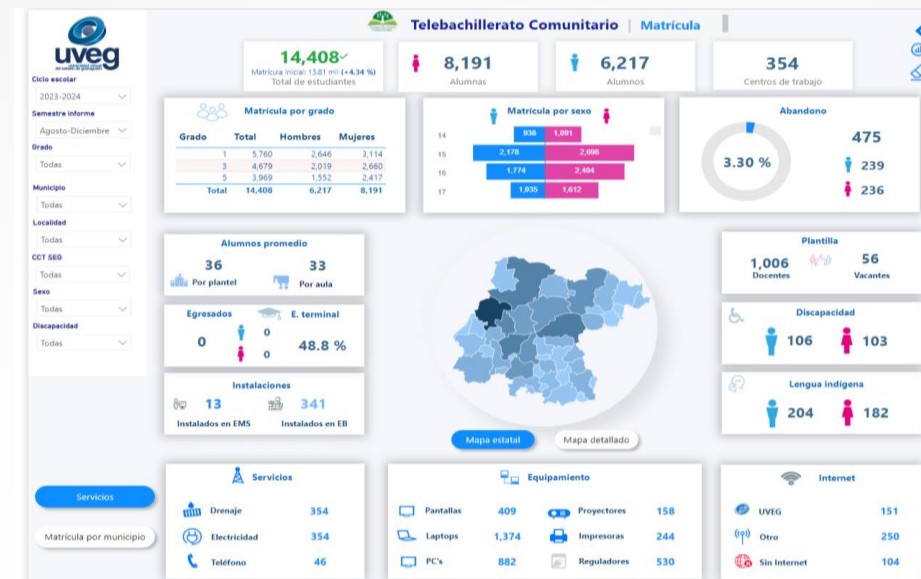 uveg
Telebachillerato Comunitario | Matrícula
14,408
Matrícula inicial: 13.81 mil (+4.34 %)
Total de estudiantes
8,191
Alumnas
6,217
Alumnos
354
Centros de trabajo
Ciclo escolar
2023-2024
Semestre informe
Agosto-Diciembre
Grado
Todas
Municipio
Todas
Localidad
Todas
CCT SEG
Todas
Sexo
Todas
Discapacidad
Todas
Servicios
Matrícula por municipio
Matrícula por grado
Grado Total Hombres Mujeres
1 5,760 2,646 3,114
3 4,679 2,019 2,660
5 3,969 1,552 2,417
Total 14,408 6,217 8,191
Matrícula por sexo
14 938 1,091
15 2,178 2,698
16 1,774 2,404
17 1,035 1,612
Abandono
3.30 %
475
239
236
Alumnos promedio
36 33
Por plantel Por aula
Egresados E. terminal
0 0 48.8 %
0
Instalaciones
13 341
Instalados en EMS Instalados en EB
Mapa estatal Mapa detallado
Plantilla
1,006 56
Docentes Vacantes
Discapacidad
106 103
Lengua indígena
204 182
Servicios
Drenaje 354
Electricidad 354
Teléfono 46
Equipamiento
Pantallas 409 Proyectores 158
Laptops 1,374 Impresoras 244
PC's 882 Reguladores 530
Internet
UVEG 151
Otro 250
Sin Internet 104